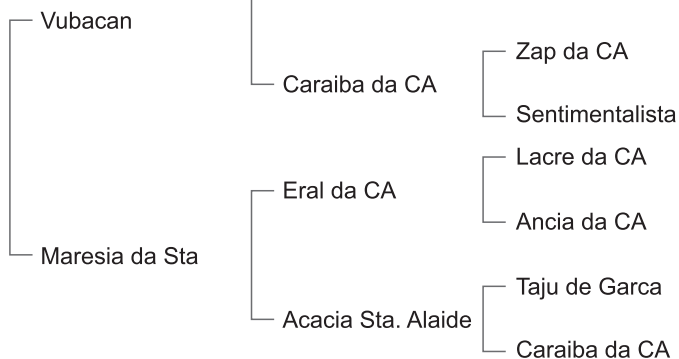 Vubacan
Caraiba da CA
Zap da CA
Sentimentalista
Lacre da CA
Eral da CA
Ancia da CA
Maresia da Sta
Taju de Garca
Acacia Sta. Alaide
Caraiba da CA